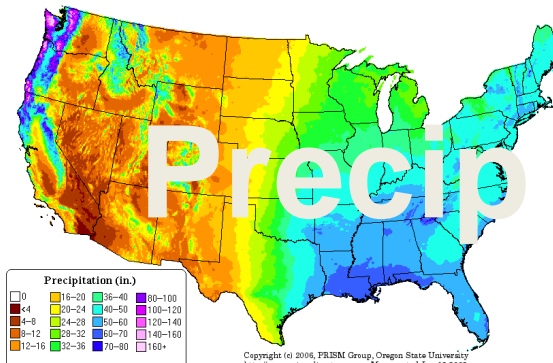 Precip
Precipitation (in.)
0 16-20 36-40 80-100
<4 20-24 40-50 100-120
4-8 24-28 50-60 120-140
8-12 28-32 60-70 140-160
12-16 32-36 70-80 160+
Copyright (c) 2006, PRISM Group, Oregon State University